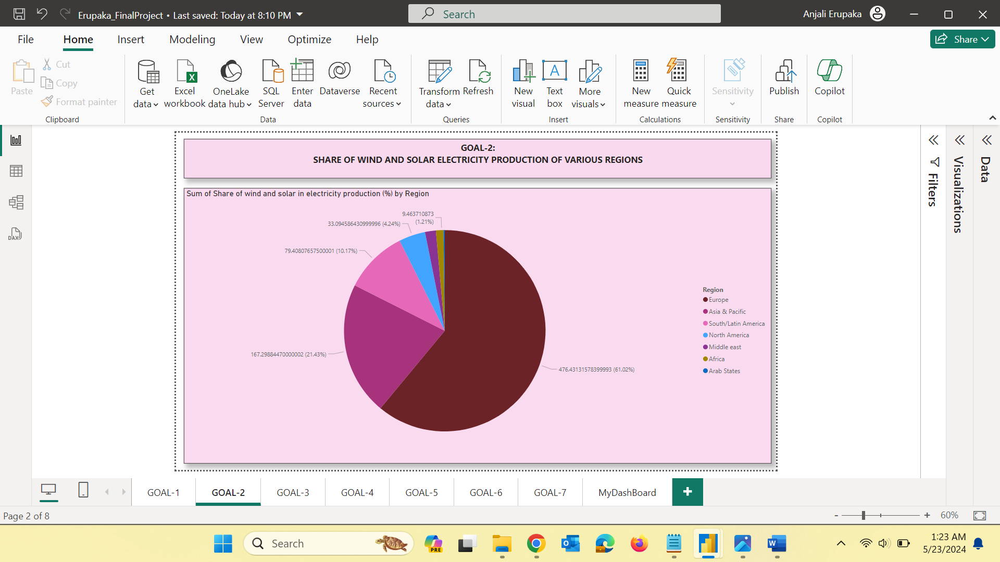 Erupaka_FinalProject • Last saved: Today at 8:10 PM
Search
Anjali Erupaka
File
Home
Insert
Modeling
View
Optimize
Help
Share
Paste
Cut
Copy
Format painter
Clipboard
Get
data
Excel
workbook
OneLake
data hub
SQL
Server
Enter
data
Dataverse
Recent
sources
Data
Transform
data
Refresh
Queries
New
visual
A
Text
box
More
visuals
Insert
New
measure
Quick
measure
Calculations
Sensitivity
Sensitivity
Publish
Share
Copilot
Copilot
DAX
GOAL-2:
SHARE OF WIND AND SOLAR ELECTRICITY PRODUCTION OF VARIOUS REGIONS
Sum of Share of wind and solar in electricity production (%) by Region
9.463710873
(1.21%)
33.094586430999996 (4.24%)
79.40807657500001 (10.17%)
167.29884470000002 (21.43%)
476.43131578399993 (61.02%)
Region
Europe
Asia & Pacific
South/Latin America
North America
Middle east
Africa
Arab States
Filters
Visualizations
Data
GOAL-1
GOAL-2
GOAL-3
GOAL-4
GOAL-5
GOAL-6
GOAL-7
MyDashBoard
+
Page 2 of 8
- + 60%
Search
PRE
1:23 AM
5/23/2024